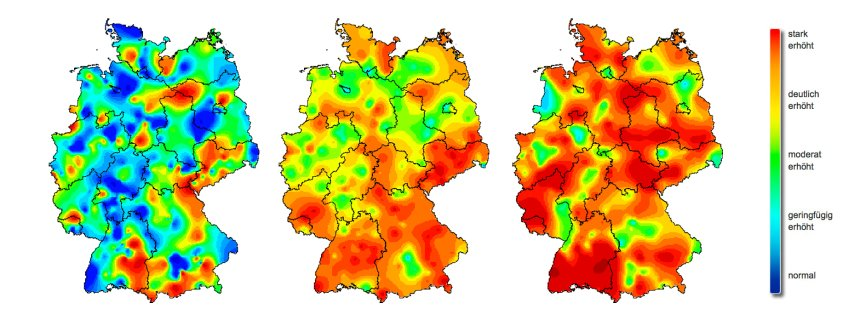 stark
erhöht
deutlich
erhöht
moderat
erhöht
geringfügig
erhöht
normal